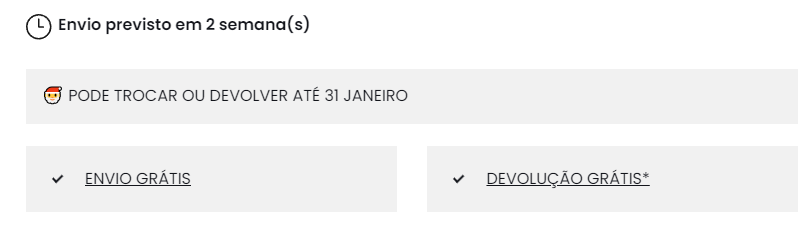 Envio previsto em 2 semana(s)
PODE TROCAR OU DEVOLVER ATÉ 31 JANEIRO
ENVIO GRÁTIS
DEVOLUÇÃO GRÁTIS*